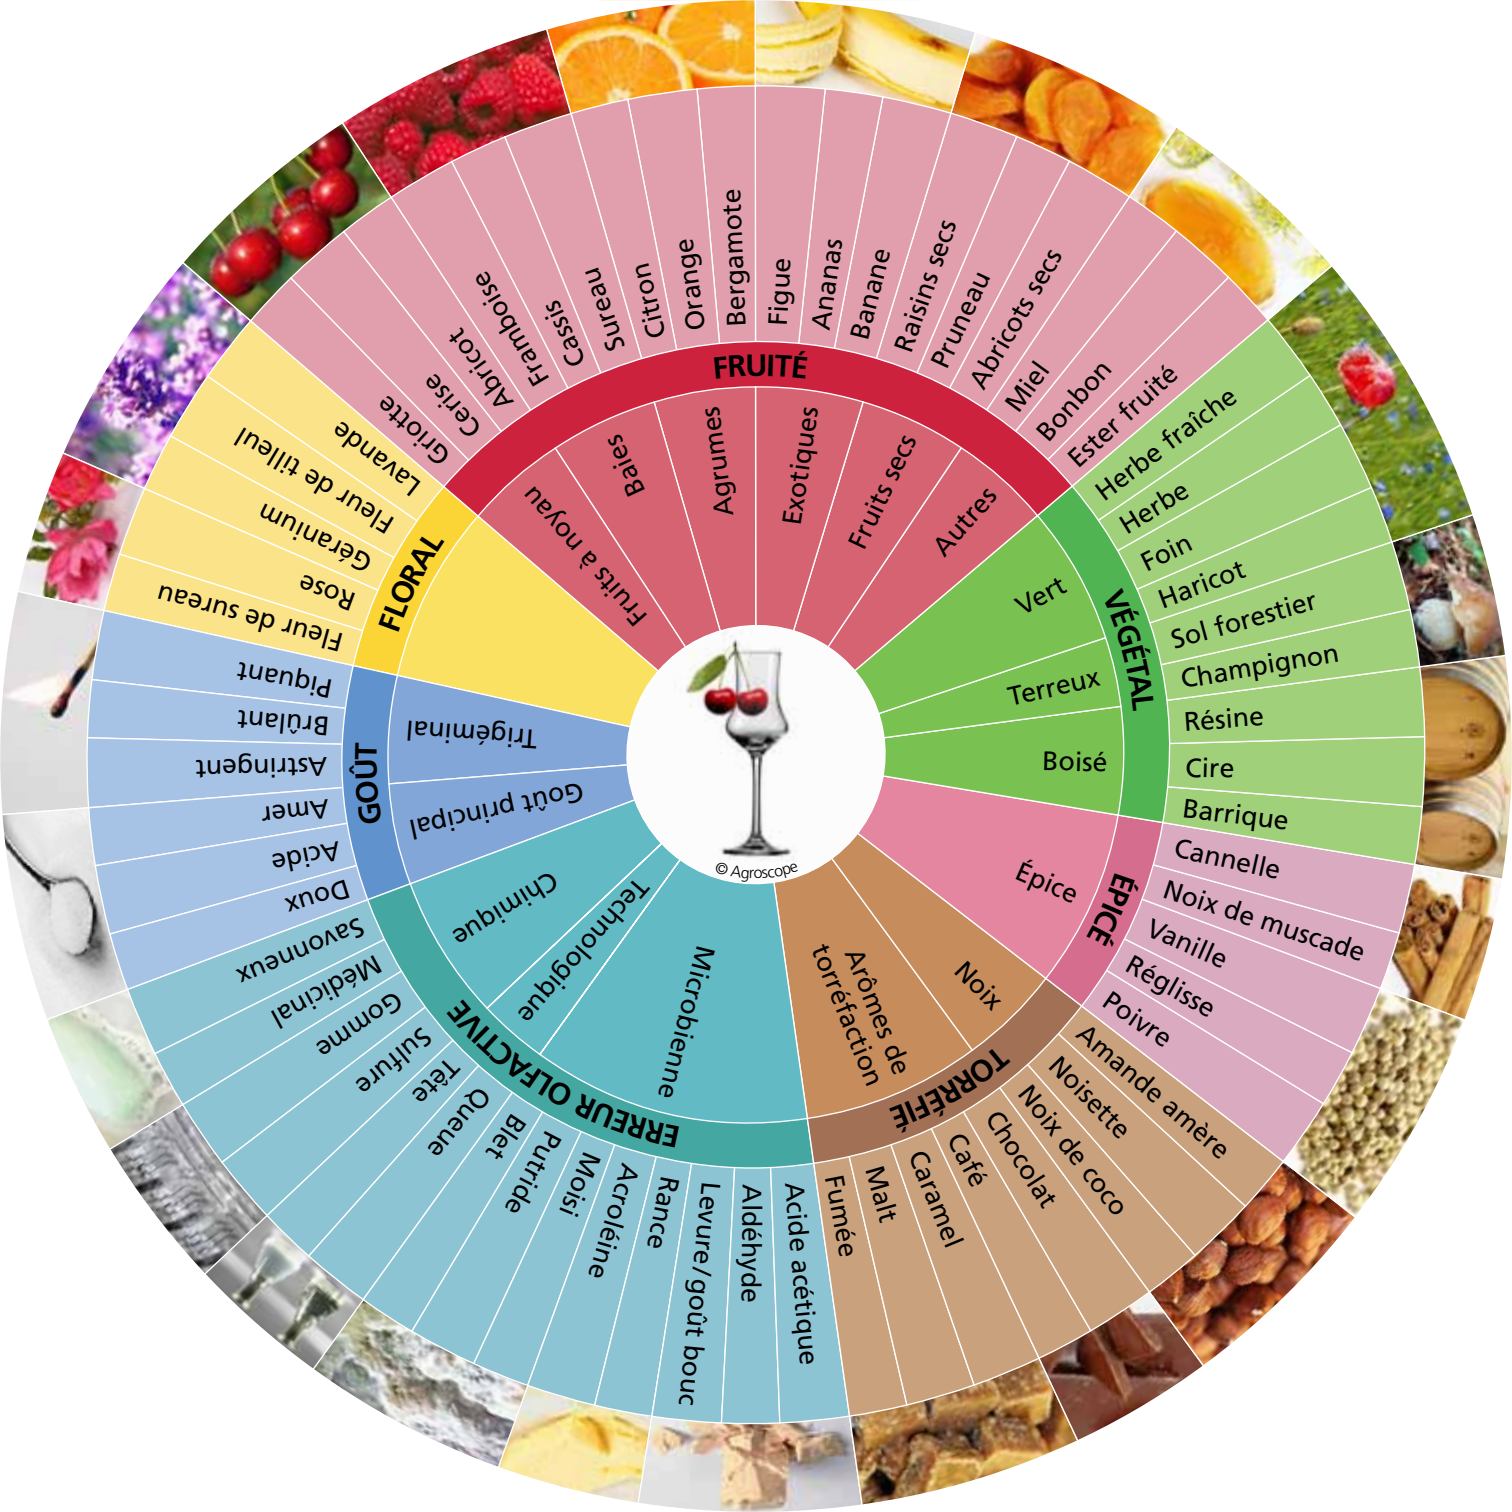 FRUITÉ
Fruits à noyau
Baies
Agrumes
Exotiques
Fruits secs
Autres
Griotte
Cerise
Abricot
Framboise
Cassis
Sureau
Citron
Orange
Bergamote
Figue
Ananas
Banane
Raisins secs
Pruneau
Abricots secs
Miel
Bonbon
Ester fruité
VÉGÉTAL
Vert
Terreux
Boisé
Herbe fraîche
Herbe
Foin
Haricot
Sol forestier
Champignon
Résine
Cire
Barrique
ÉPICÉ
Épice
Cannelle
Noix de muscade
Vanille
Réglisse
Poivre
TORRÉFIÉ
Noix
Arômes de
torréfaction
Amande amère
Noisette
Noix de coco
Chocolat
Café
Caramel
Malt
Fumée
ERREUR OLFACTIVE
Microbienne
Technologique
Chimique
Acide acétique
Aldéhyde
Levure/goût bouc
Rance
Acroléine
Moisi
Putride
Blet
Queue
Tête
Sulfure
Gomme
Médicinal
Savonneux
GOÛT
Goût principal
Trigéminal
Doux
Acide
Amer
Astringent
Brûlant
Piquant
FLORAL
Fleur de sureau
Rose
Géranium
Fleur de tilleul
Lavande
© Agroscope